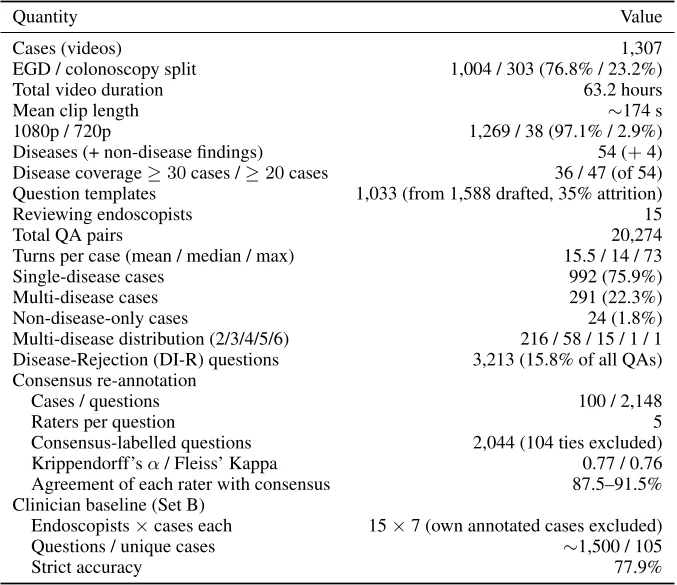 Quantity Value
Cases (videos) 1,307
EGD / colonoscopy split 1,004 / 303 (76.8% / 23.2%)
Total video duration 63.2 hours
Mean clip length ∼174 s
1080p / 720p 1,269 / 38 (97.1% / 2.9%)
Diseases (+ non-disease findings) 54 (+ 4)
Disease coverage ≥ 30 cases / ≥ 20 cases 36 / 47 (of 54)
Question templates 1,033 (from 1,588 drafted, 35% attrition)
Reviewing endoscopists 15
Total QA pairs 20,274
Turns per case (mean / median / max) 15.5 / 14 / 73
Single-disease cases 992 (75.9%)
Multi-disease cases 291 (22.3%)
Non-disease-only cases 24 (1.8%)
Multi-disease distribution (2/3/4/5/6) 216 / 58 / 15 / 1 / 1
Disease-Rejection (DI-R) questions 3,213 (15.8% of all QAs)
Consensus re-annotation
Cases / questions 100 / 2,148
Raters per question 5
Consensus-labelled questions 2,044 (104 ties excluded)
Krippendorff's α / Fleiss' Kappa 0.77 / 0.76
Agreement of each rater with consensus 87.5–91.5%
Clinician baseline (Set B)
Endoscopists × cases each 15 × 7 (own annotated cases excluded)
Questions / unique cases ∼1,500 / 105
Strict accuracy 77.9%